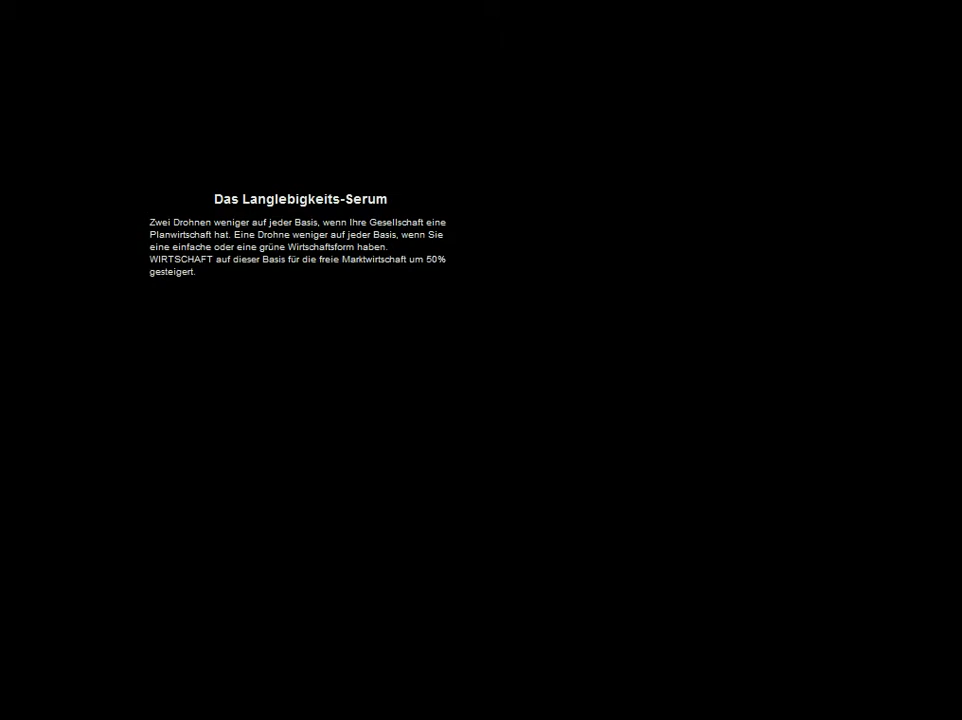 Das Langlebigkeits-Serum
Zwei Drohnen weniger auf jeder Basis, wenn Ihre Gesellschaft eine
Planwirtschaft hat. Eine Drohne weniger auf jeder Basis, wenn Sie
eine einfache oder eine grüne Wirtschaftsform haben.
WIRTSCHAFT auf dieser Basis für die freie Marktwirtschaft um 50%
gesteigert.